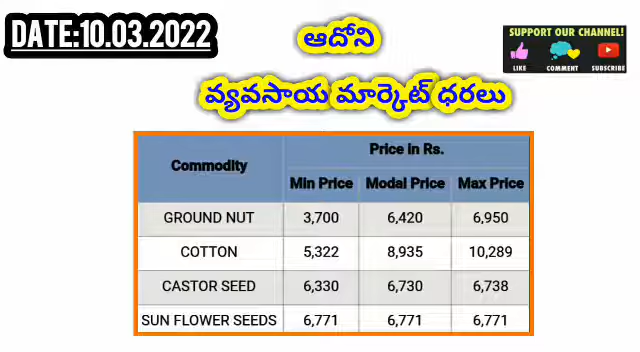 DATE:10.03.2022
ఆదోని
SUPPORT OUR CHANNEL!
LIKE COMMENT SUBSCRIBE
వ్యవసాయ మార్కెట్ ధరలు
Commodity Price in Rs.
Min Price Modal Price Max Price
GROUND NUT 3,700 6,420 6,950
COTTON 5,322 8,935 10,289
CASTOR SEED 6,330 6,730 6,738
SUN FLOWER SEEDS 6,771 6,771 6,771